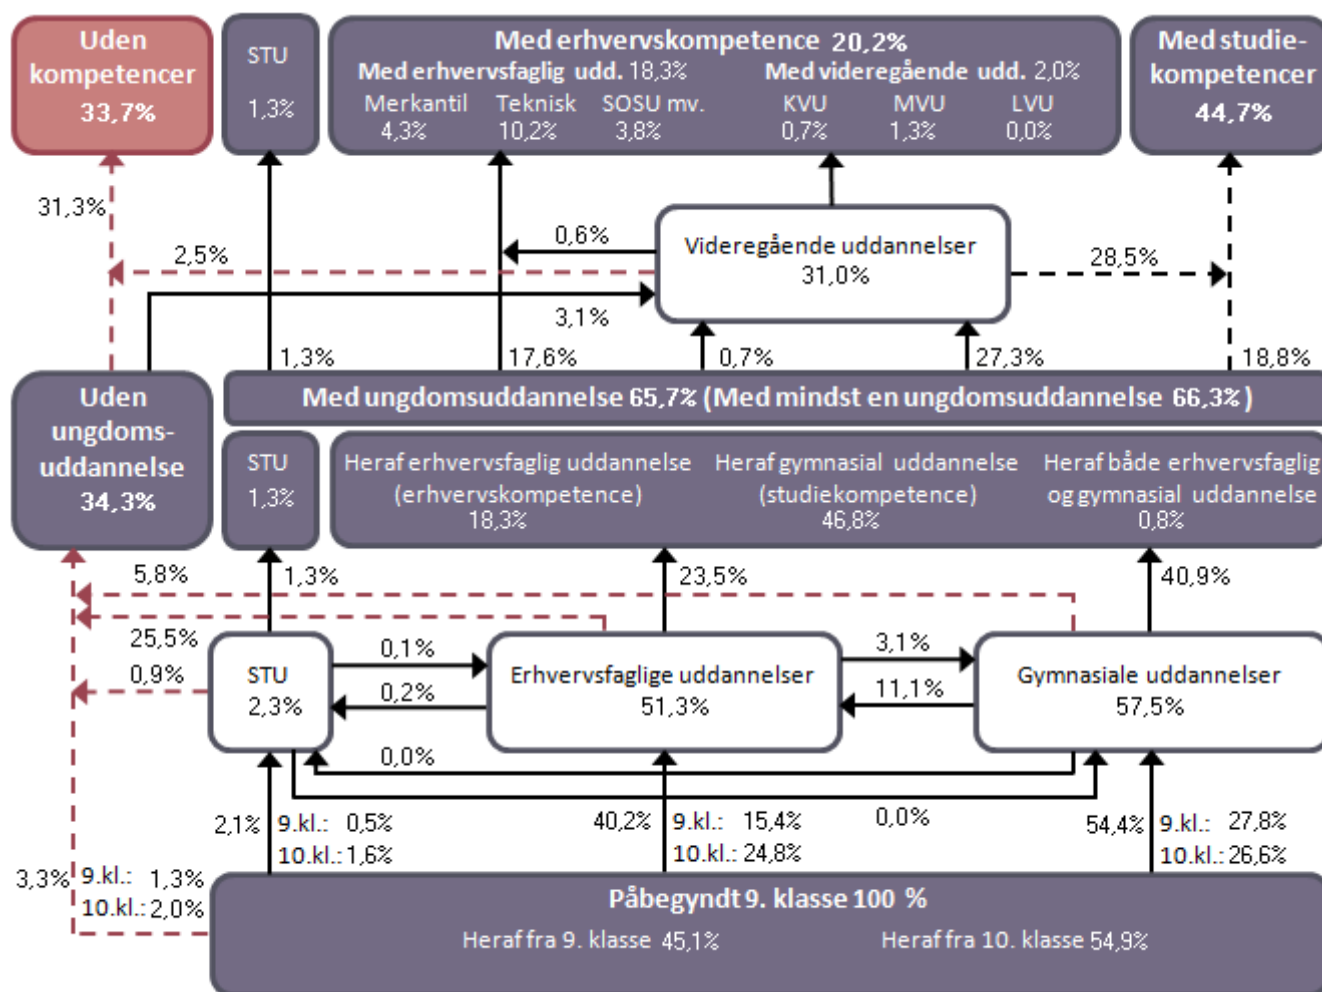 Uden
kompetencer
33,7%
STU
1,3%
Med erhvervskompetence 20,2%
Med erhvervsfaglig udd. 18,3%
Med videregående udd. 2,0%
Merkantil
4,3%
Teknisk
10,2%
SOSU mv.
3,8%
KVU
0,7%
MVU
1,3%
LVU
0,0%
Med studie-
kompetencer
44,7%
31,3%
2,5%
0,6%
Videregående uddannelser
31,0%
28,5%
3,1%
1,3%
17,6%
0,7%
27,3%
18,8%
Uden
ungdoms-
uddannelse
34,3%
Med ungdomsuddannelse 65,7% (Med mindst en ungdomsuddannelse 66,3%)
STU
1,3%
Heraf erhvervsfaglig uddannelse
(erhvervskompetence)
18,3%
Heraf gymnasial uddannelse
(studiekompetence)
46,8%
Heraf både erhvervsfaglig
og gymnasial uddannelse
0,8%
5,8%
1,3%
23,5%
40,9%
25,5%
0,9%
STU
2,3%
0,1%
0,2%
Erhvervsfaglige uddannelser
51,3%
3,1%
11,1%
Gymnasiale uddannelser
57,5%
0,0%
0,0%
2,1%
9.kl.: 0,5%
10.kl.: 1,6%
40,2%
9.kl.: 15,4%
10.kl.: 24,8%
54,4%
9.kl.: 27,8%
10.kl.: 26,6%
3,3%
9.kl.: 1,3%
10.kl.: 2,0%
Påbegyndt 9. klasse 100 %
Heraf fra 9. klasse 45,1%
Heraf fra 10. klasse 54,9%